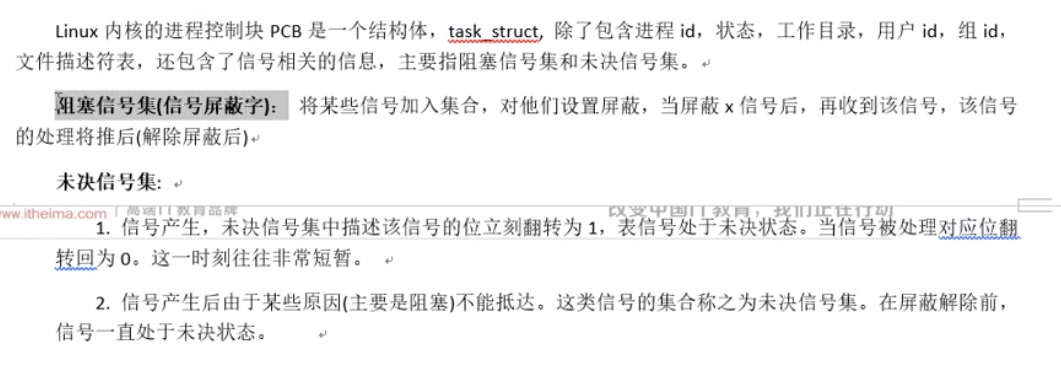 Linux 内核的进程控制块 PCB 是一个结构体，task_struct, 除了包含进程 id，状态，工作目录，用户 id，组 id，
文件描述符表，还包含了信号相关的信息，主要指阻塞信号集和未决信号集。
阻塞信号集(信号屏蔽字)： 将某些信号加入集合，对他们设置屏蔽，当屏蔽 x 信号后，再收到该信号，该信号
的处理将推后(解除屏蔽后)
未决信号集:
www.itheima.com 高端IT教育品牌 改变中国IT教育，我们正在行动
1. 信号产生，未决信号集中描述该信号的位立刻翻转为 1，表信号处于未决状态。当信号被处理对应位翻
转回为 0。这一时刻往往非常短暂。
2. 信号产生后由于某些原因(主要是阻塞)不能抵达。这类信号的集合称之为未决信号集。在屏蔽解除前，
信号一直处于未决状态。